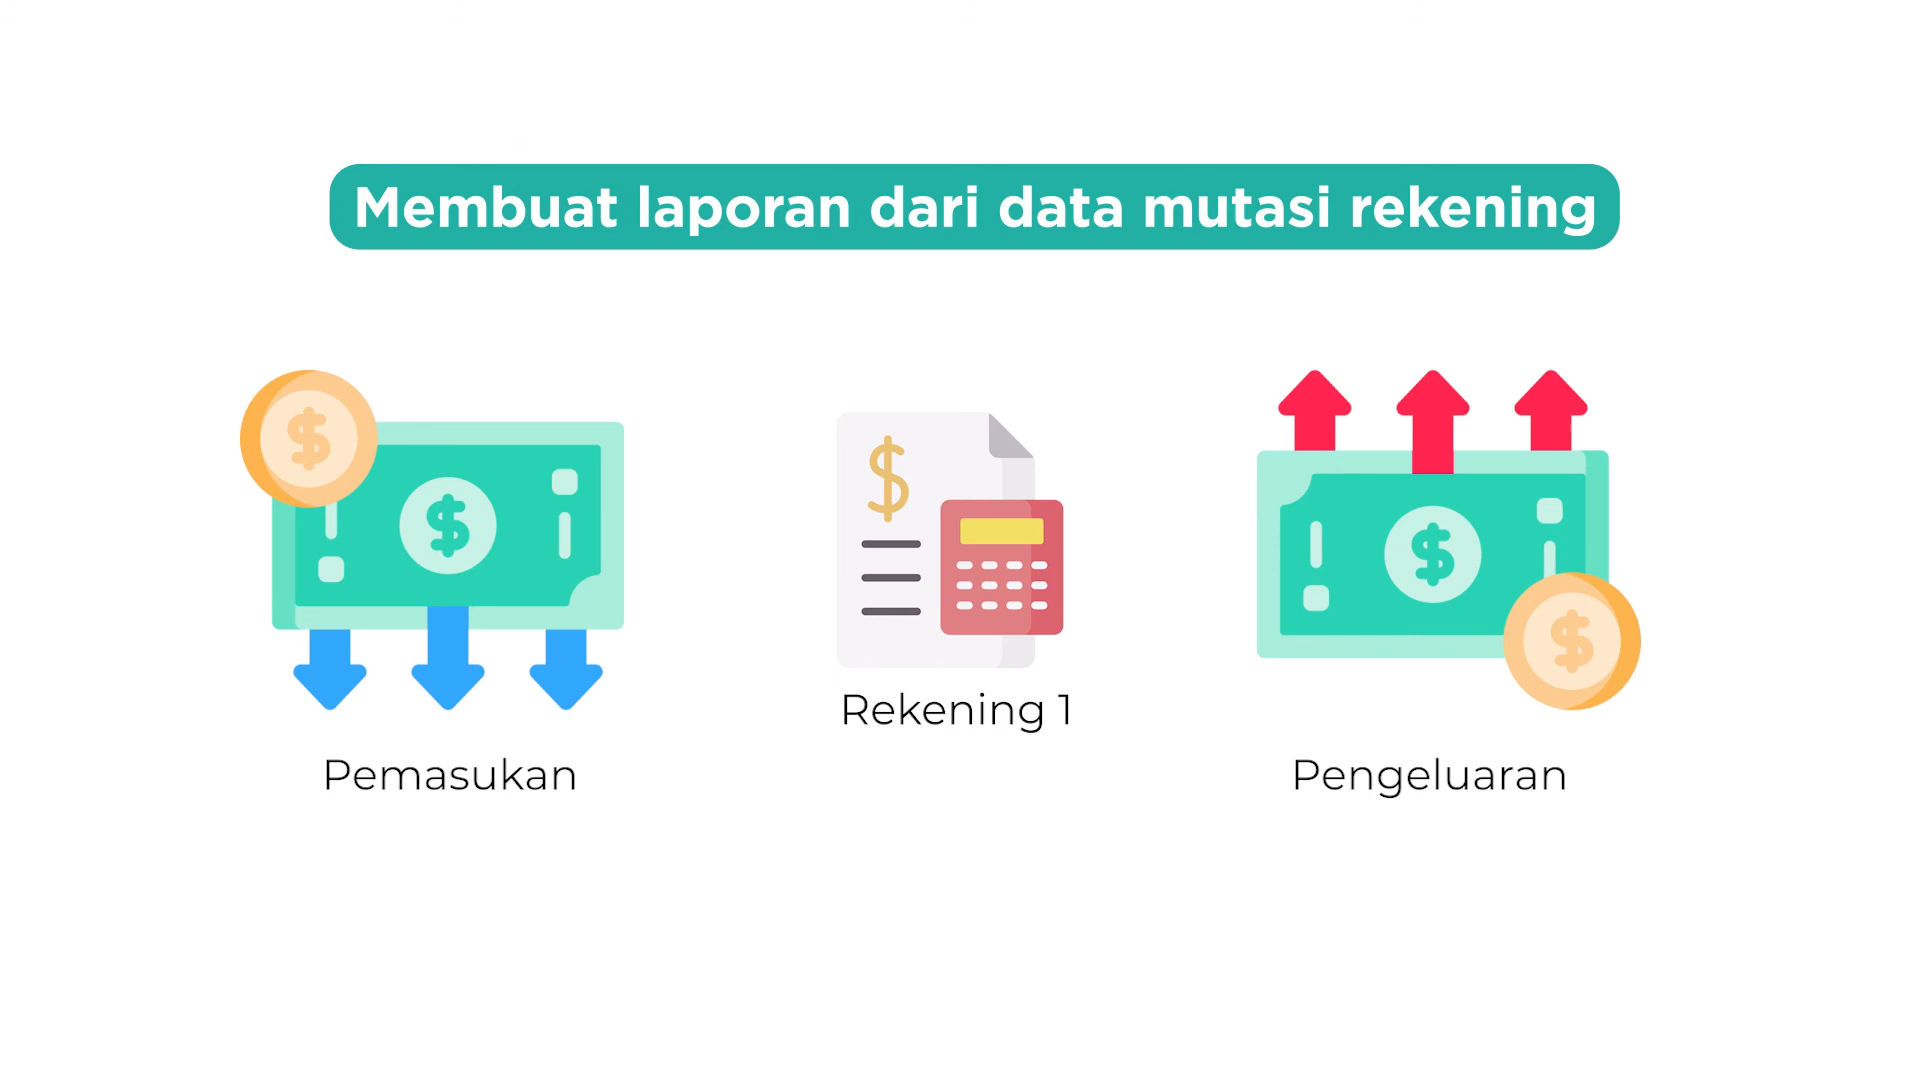 Membuat laporan dari data mutasi rekening
Rekening 1
Pemasukan
Pengeluaran